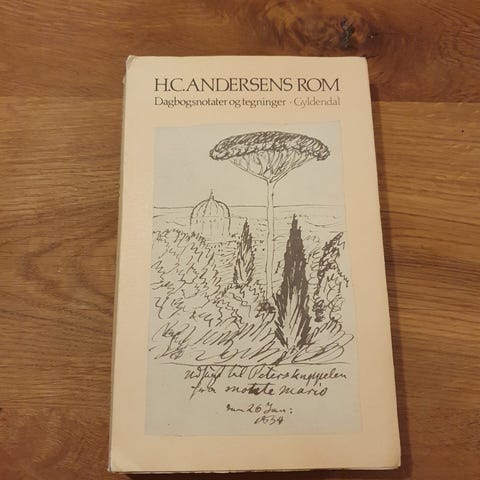 H.C.ANDERSENS ROM
Dagbogsnotater og tegninger · Gyldendal
Udsigt til Peterskuppelen
fra monte mario
den 26 Jan:
1834